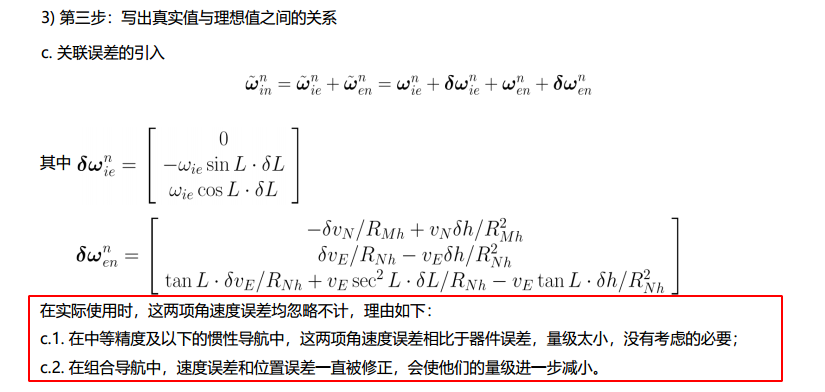 3) 第三步：写出真实值与理想值之间的关系
c. 关联误差的引入
$\tilde{\boldsymbol{\omega}}_{in}^{n} = \tilde{\boldsymbol{\omega}}_{ie}^{n} + \tilde{\boldsymbol{\omega}}_{en}^{n} = \boldsymbol{\omega}_{ie}^{n} + \boldsymbol{\delta\omega}_{ie}^{n} + \boldsymbol{\omega}_{en}^{n} + \boldsymbol{\delta\omega}_{en}^{n}$
其中 $\boldsymbol{\delta\omega}_{ie}^{n} = \begin{bmatrix} 0 \\ -\omega_{ie} \sin L \cdot \delta L \\ \omega_{ie} \cos L \cdot \delta L \end{bmatrix}$
$\boldsymbol{\delta\omega}_{en}^{n} = \begin{bmatrix} -\delta v_N / R_{Mh} + v_N \delta h / R_{Mh}^2 \\ \delta v_E / R_{Nh} - v_E \delta h / R_{Nh}^2 \\ \tan L \cdot \delta v_E / R_{Nh} + v_E \sec^2 L \cdot \delta L / R_{Nh} - v_E \tan L \cdot \delta h / R_{Nh}^2 \end{bmatrix}$
在实际使用时，这两项角速度误差均忽略不计，理由如下：
c.1. 在中等精度及以下的惯性导航中，这两项角速度误差相比于器件误差，量级太小，没有考虑的必要；
c.2. 在组合导航中，速度误差和位置误差一直被修正，会使他们的量级进一步减小。